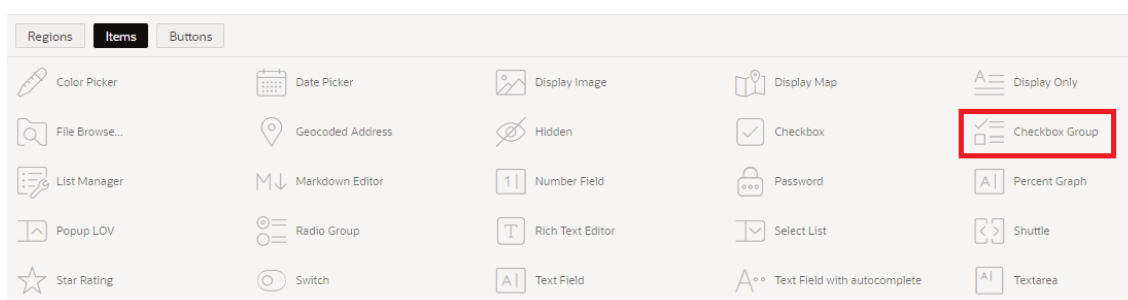 Regions Items Buttons
Color Picker Date Picker Display Image Display Map Display Only
File Browse... Geocoded Address Hidden Checkbox Checkbox Group
List Manager Markdown Editor Number Field Password Percent Graph
Popup LOV Radio Group Rich Text Editor Select List Shuttle
Star Rating Switch Text Field Text Field with autocomplete Textarea